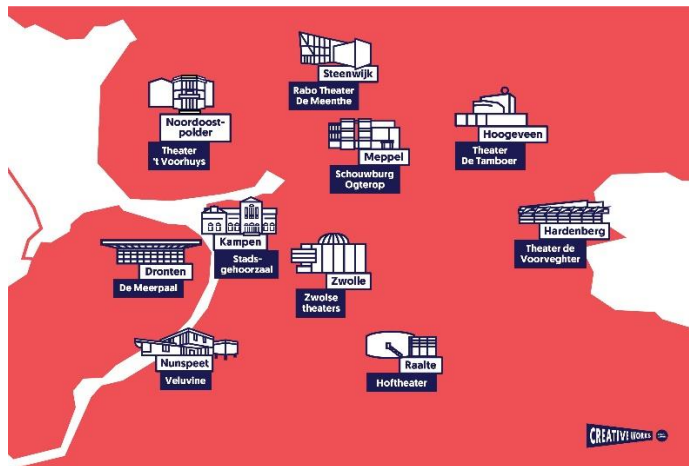 Steenwijk
Rabo Theater
De Meenthe
Noordoost-
polder
Theater
't Voorhuys
Meppel
Schouwburg
Ogterop
Hoogeveen
Theater
De Tamboer
Kampen
Stads-
gehoorzaal
Hardenberg
Theater de
Voorveghter
Dronten
De Meerpaal
Zwolle
Zwolse
theaters
Nunspeet
Veluvine
Raalte
Hoftheater
CREATIVE WORKS